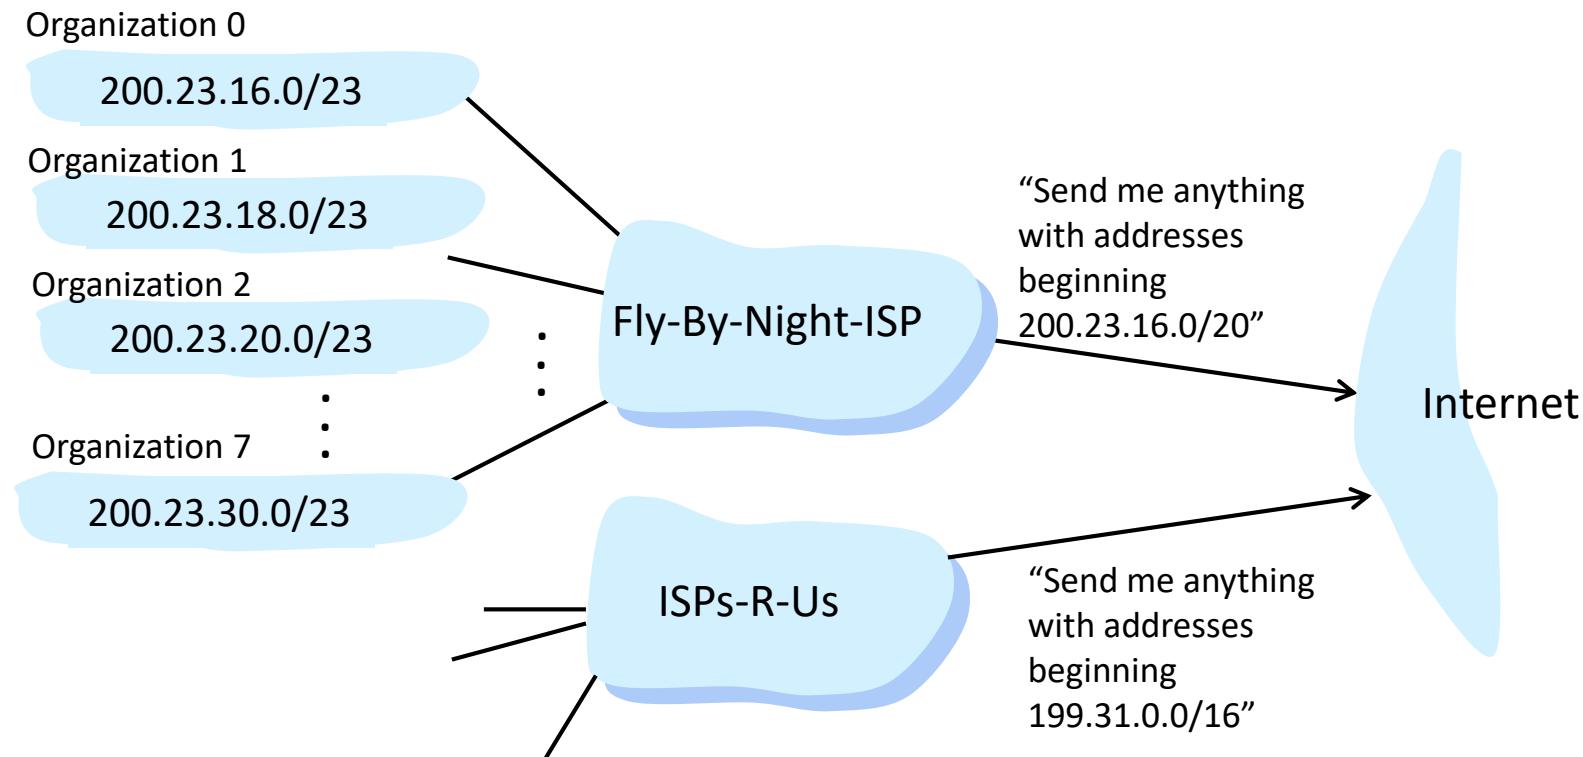 Organization 0
200.23.16.0/23
Organization 1
200.23.18.0/23
Organization 2
200.23.20.0/23
Organization 7
200.23.30.0/23
Fly-By-Night-ISP
ISPs-R-Us
“Send me anything
with addresses
beginning
200.23.16.0/20”
“Send me anything
with addresses
beginning
199.31.0.0/16”
Internet